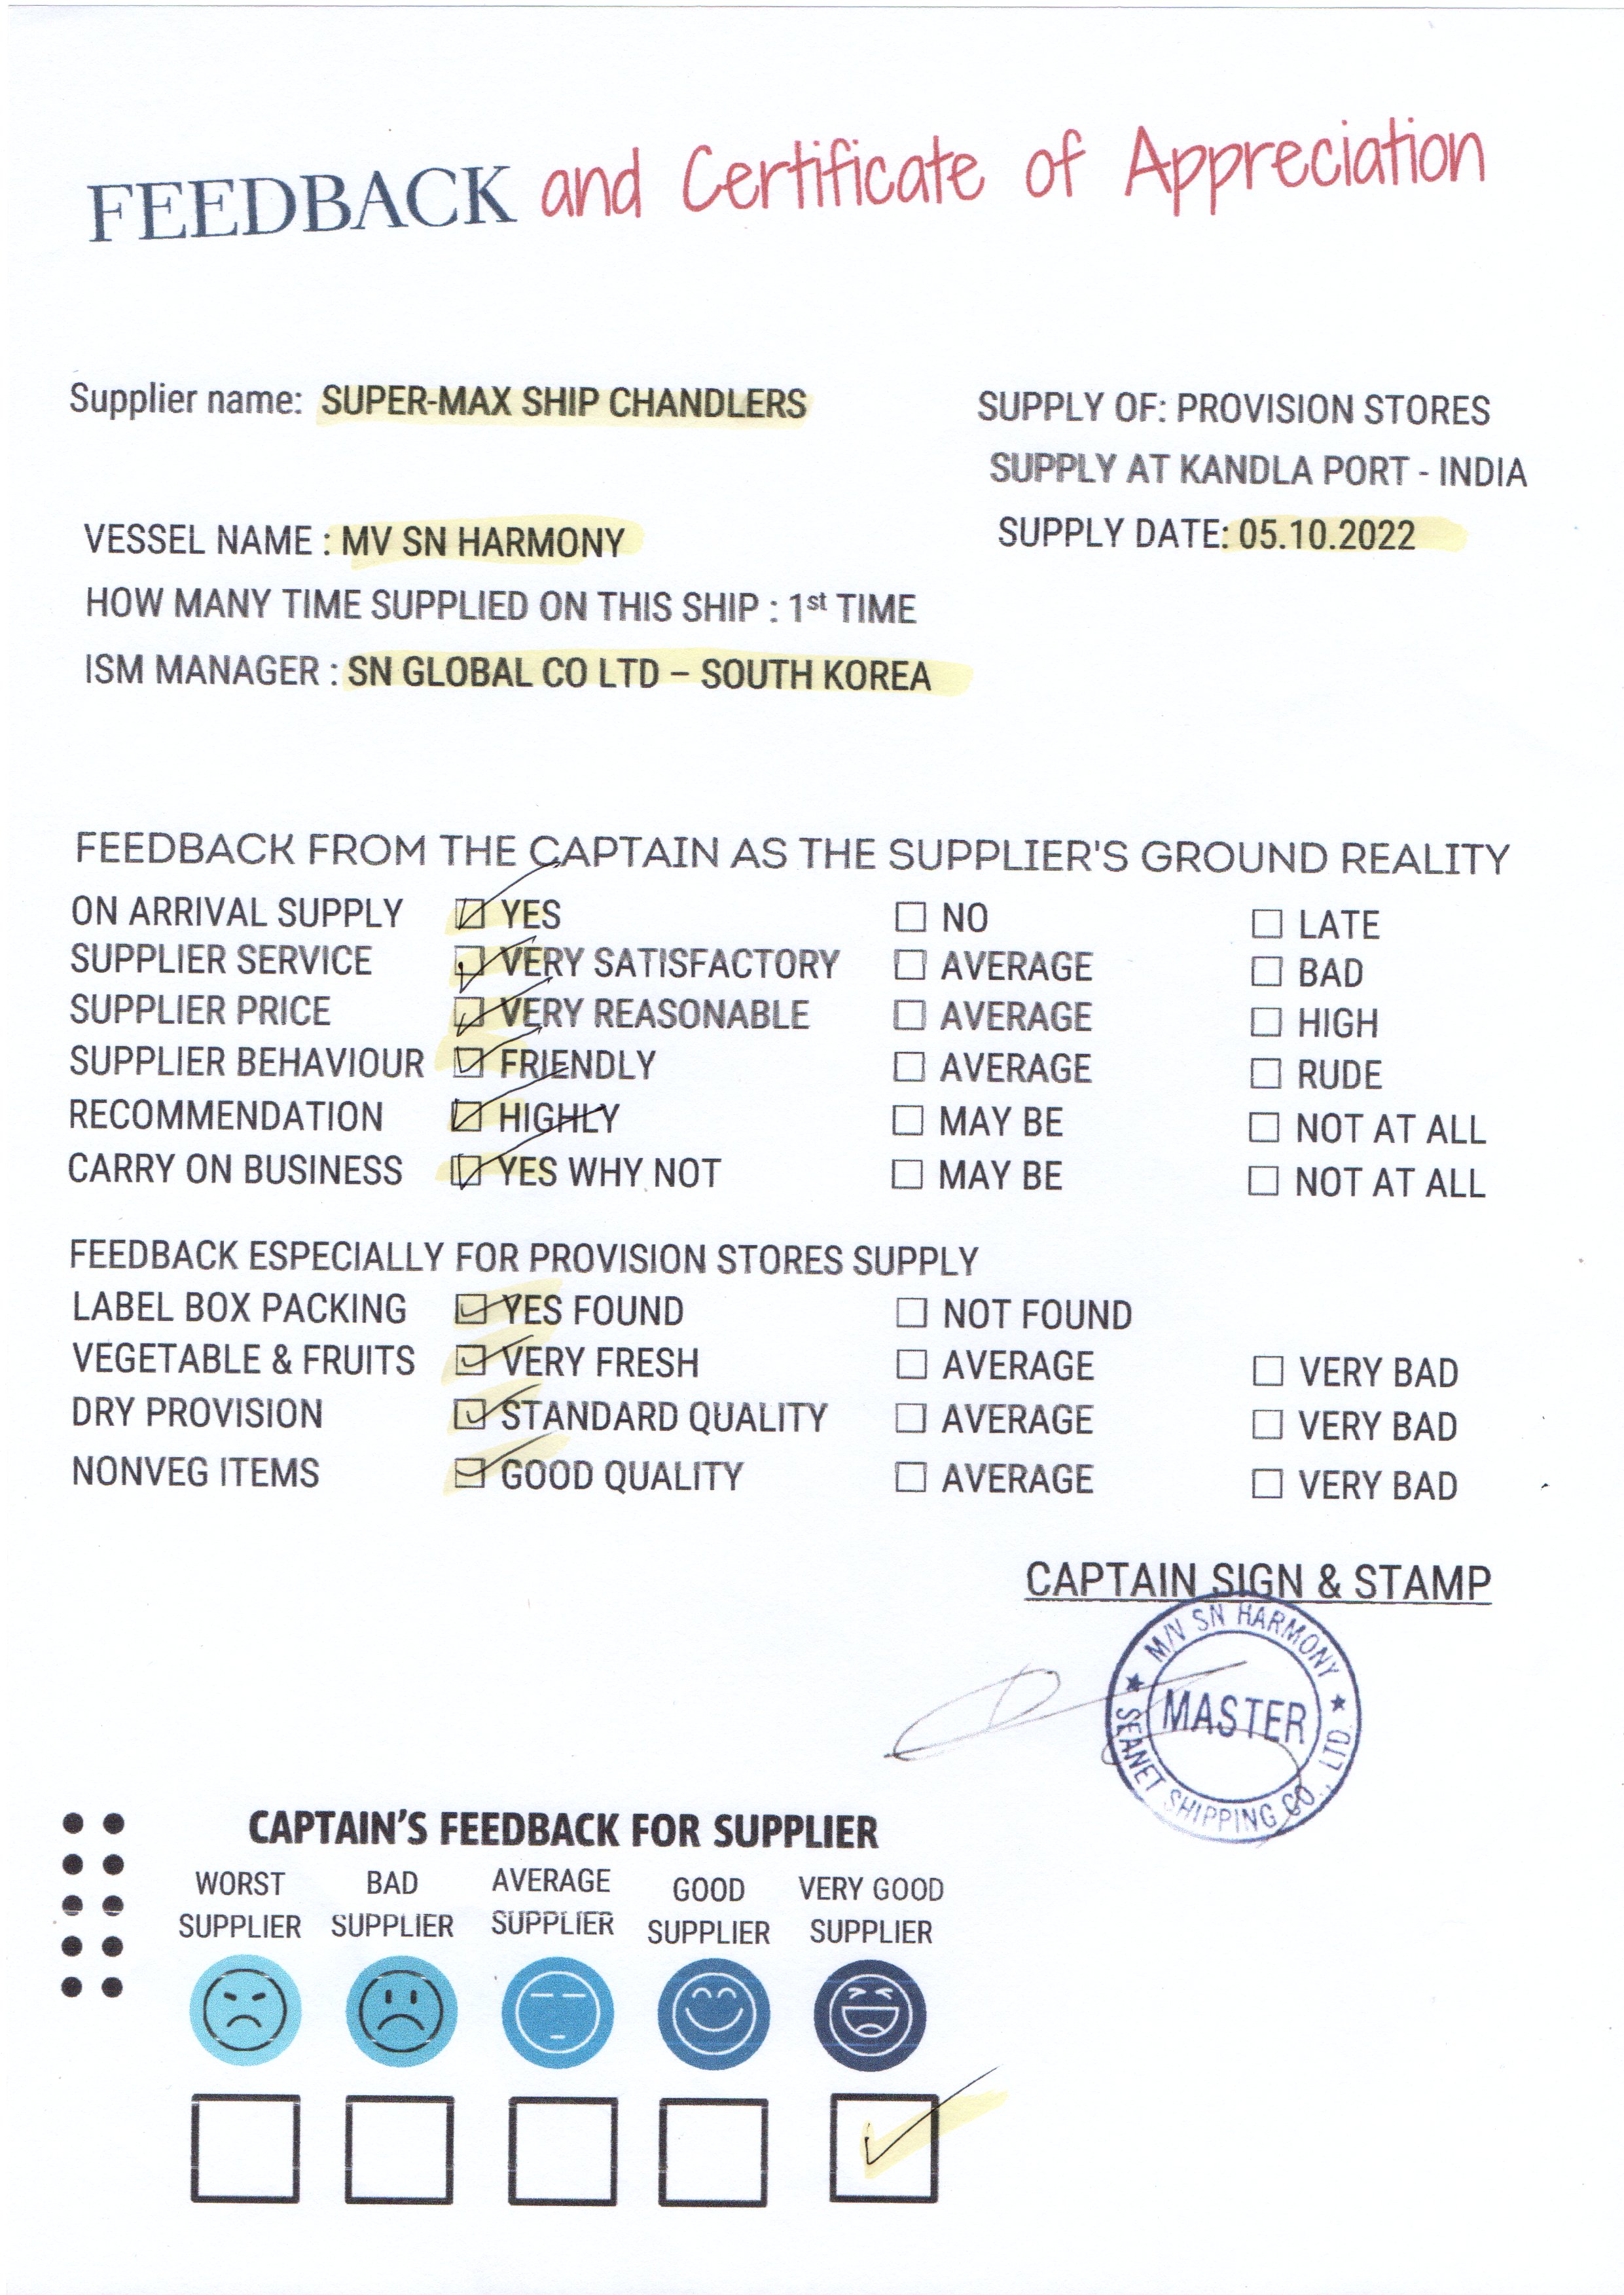 FEEDBACK and Certificate of Appreciation
Supplier name: SUPER-MAX SHIP CHANDLERS
SUPPLY OF: PROVISION STORES
SUPPLY AT KANDLA PORT - INDIA
VESSEL NAME : MV SN HARMONY
SUPPLY DATE: 05.10.2022
HOW MANY TIME SUPPLIED ON THIS SHIP : 1st TIME
ISM MANAGER : SN GLOBAL CO LTD – SOUTH KOREA
FEEDBACK FROM THE CAPTAIN AS THE SUPPLIER'S GROUND REALITY
ON ARRIVAL SUPPLY ☑ YES ☐ NO ☐ LATE
SUPPLIER SERVICE ☑ VERY SATISFACTORY ☐ AVERAGE ☐ BAD
SUPPLIER PRICE ☑ VERY REASONABLE ☐ AVERAGE ☐ HIGH
SUPPLIER BEHAVIOUR ☑ FRIENDLY ☐ AVERAGE ☐ RUDE
RECOMMENDATION ☑ HIGHLY ☐ MAY BE ☐ NOT AT ALL
CARRY ON BUSINESS ☑ YES WHY NOT ☐ MAY BE ☐ NOT AT ALL
FEEDBACK ESPECIALLY FOR PROVISION STORES SUPPLY
LABEL BOX PACKING ☑ YES FOUND ☐ NOT FOUND
VEGETABLE & FRUITS ☑ VERY FRESH ☐ AVERAGE ☐ VERY BAD
DRY PROVISION ☑ STANDARD QUALITY ☐ AVERAGE ☐ VERY BAD
NONVEG ITEMS ☑ GOOD QUALITY ☐ AVERAGE ☐ VERY BAD
CAPTAIN SIGN & STAMP
M/V SN HARMONY
MASTER
SEANET SHIPPING CO., LTD.
CAPTAIN'S FEEDBACK FOR SUPPLIER
WORST SUPPLIER
BAD SUPPLIER
AVERAGE SUPPLIER
GOOD SUPPLIER
VERY GOOD SUPPLIER